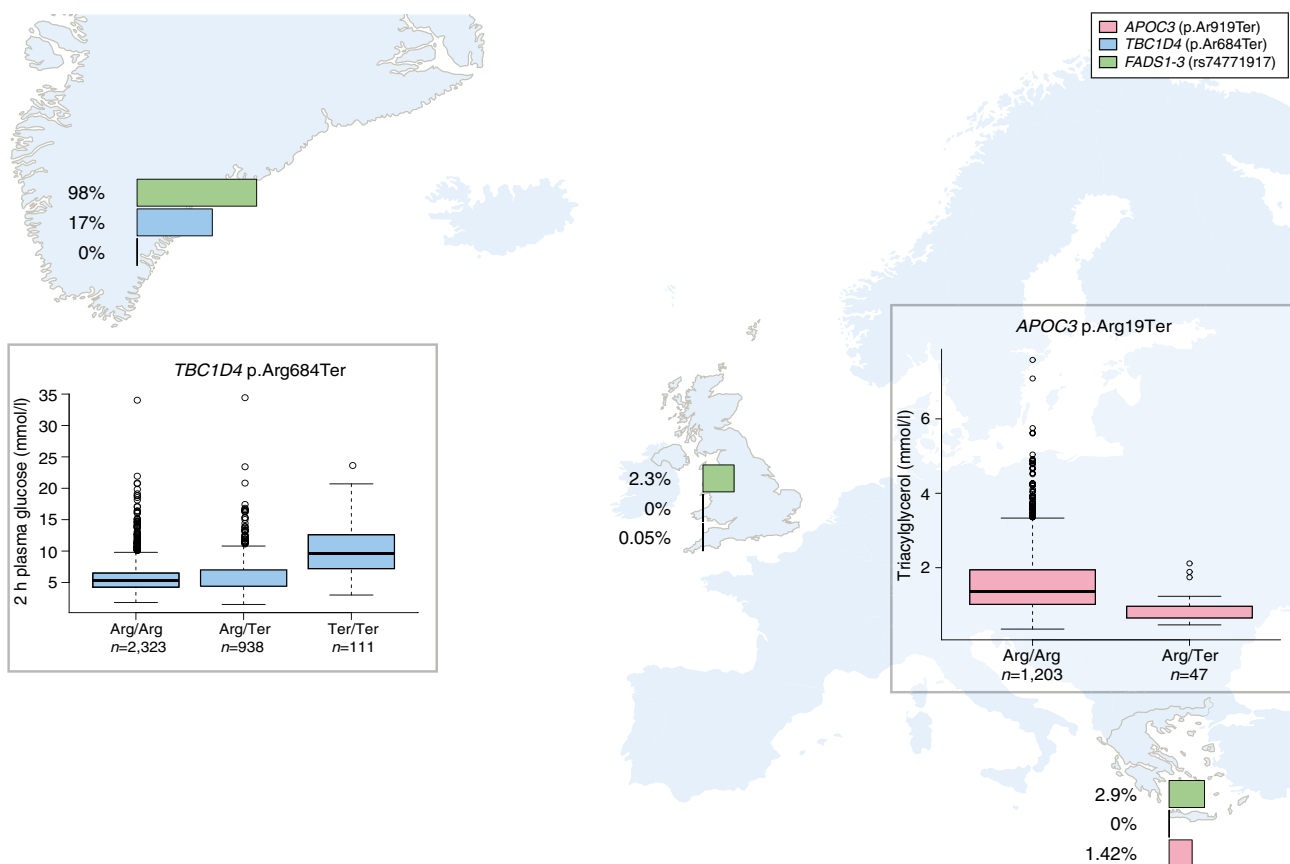 APOC3 (p.Ar919Ter)
TBC1D4 (p.Ar684Ter)
FADS1-3 (rs74771917)
98%
17%
0%
TBC1D4 p.Arg684Ter
2 h plasma glucose (mmol/l)
35
30
25
20
15
10
5
Arg/Arg
n=2,323
Arg/Ter
n=938
Ter/Ter
n=111
2.3%
0%
0.05%
APOC3 p.Arg19Ter
Triacylglycerol (mmol/l)
6
4
2
Arg/Arg
n=1,203
Arg/Ter
n=47
2.9%
0%
1.42%